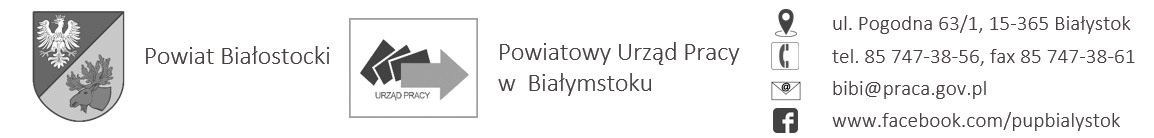 Powiat Białostocki
URZĄD PRACY
Powiatowy Urząd Pracy
w Białymstoku
ul. Pogodna 63/1, 15-365 Białystok
tel. 85 747-38-56, fax 85 747-38-61
bibi@praca.gov.pl
www.facebook.com/pupbialystok